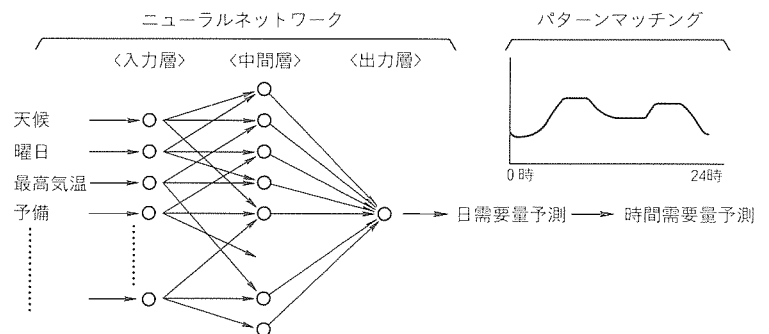 ニューラルネットワーク
パターンマッチング
〈入力層〉 〈中間層〉 〈出力層〉
天候
曜日
最高気温
予備
0時 24時
日需要量予測 時間需要量予測